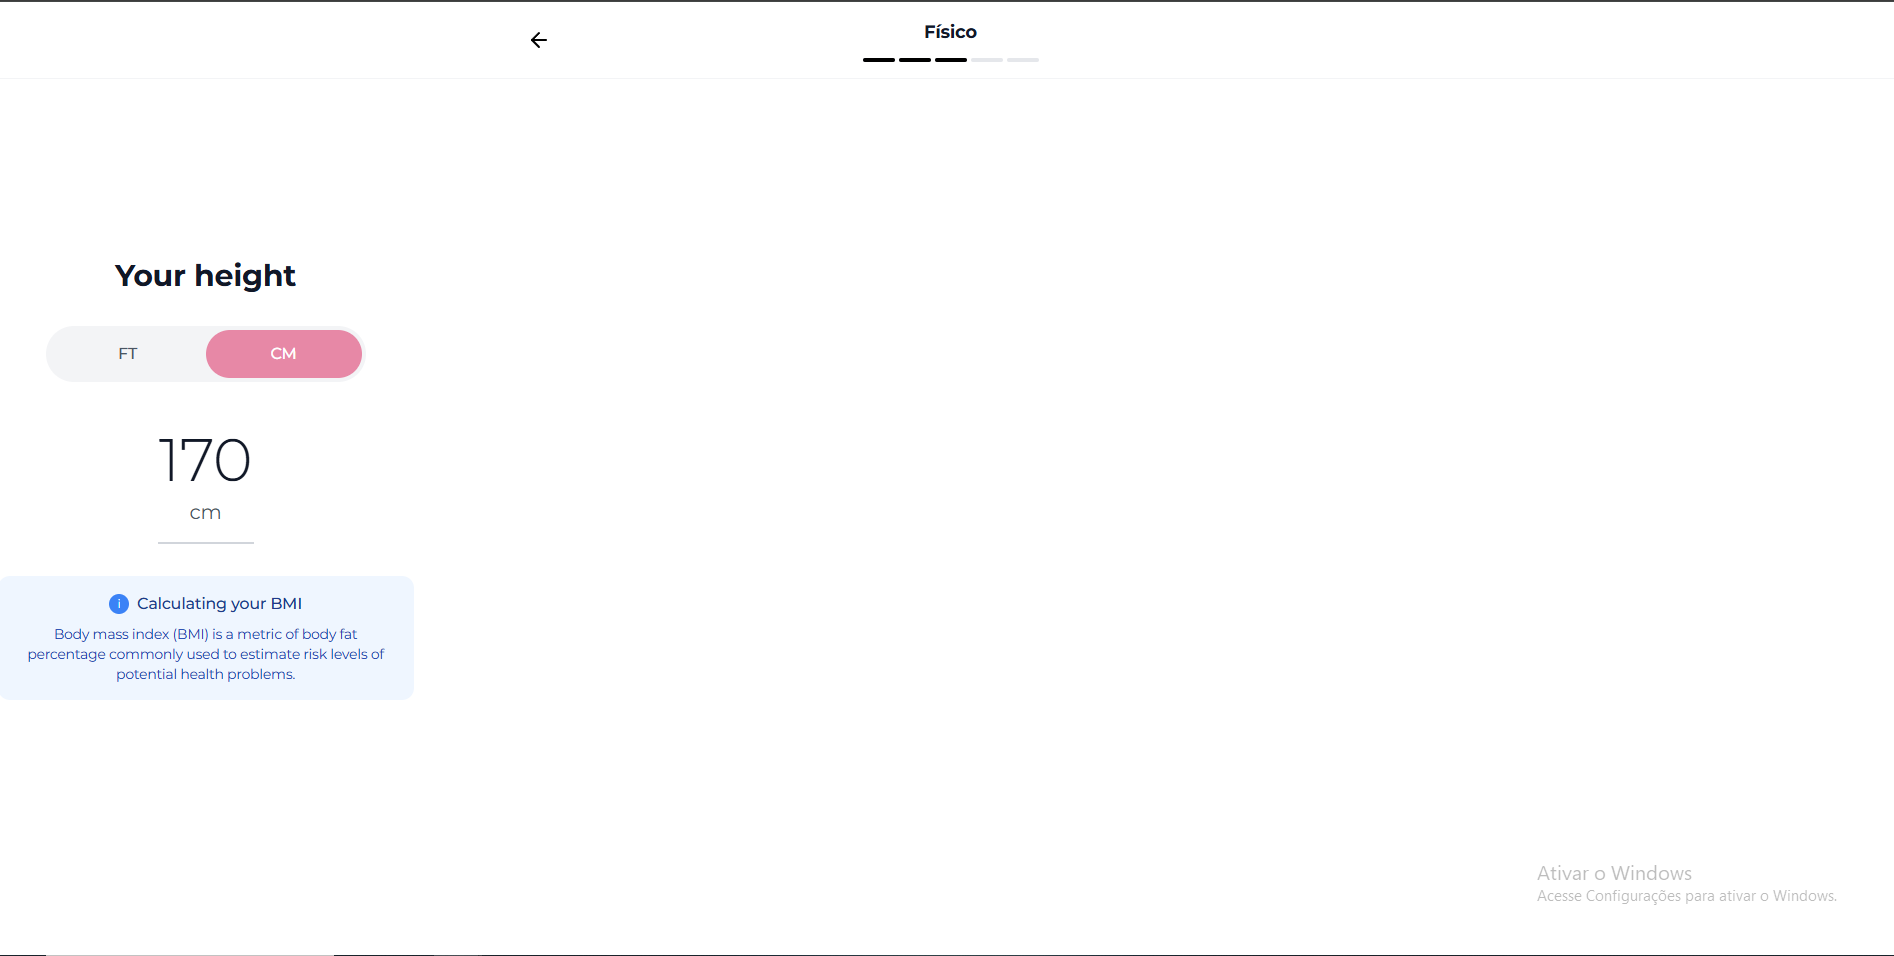 Físico
Your height
FT
CM
170
cm
i
Calculating your BMI
Body mass index (BMI) is a metric of body fat
percentage commonly used to estimate risk levels of
potential health problems.
Ativar o Windows
Acesse Configurações para ativar o Windows.